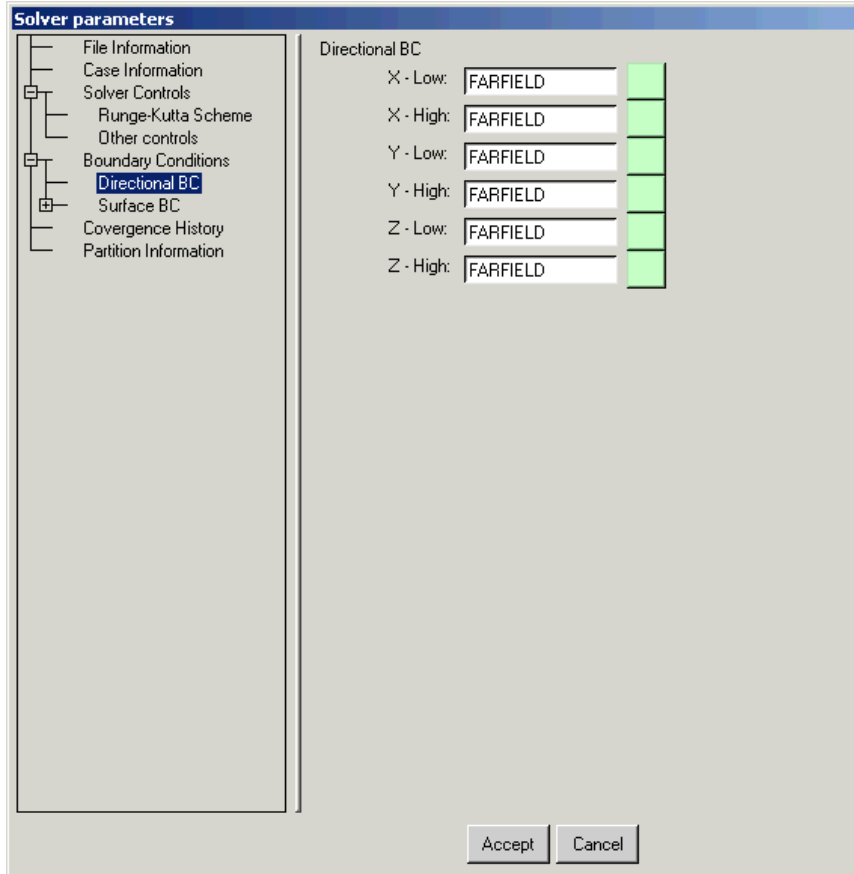 Solver parameters
File Information
Case Information
Solver Controls
Runge-Kutta Scheme
Other controls
Boundary Conditions
Directional BC
Surface BC
Covergence History
Partition Information
Directional BC
X - Low: FARFIELD
X - High: FARFIELD
Y - Low: FARFIELD
Y - High: FARFIELD
Z - Low: FARFIELD
Z - High: FARFIELD
Accept Cancel